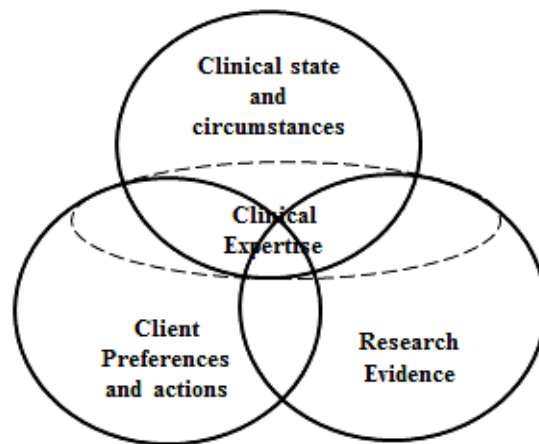 Clinical state
and
circumstances
Clinical
Expertise
Client
Preferences
and actions
Research
Evidence